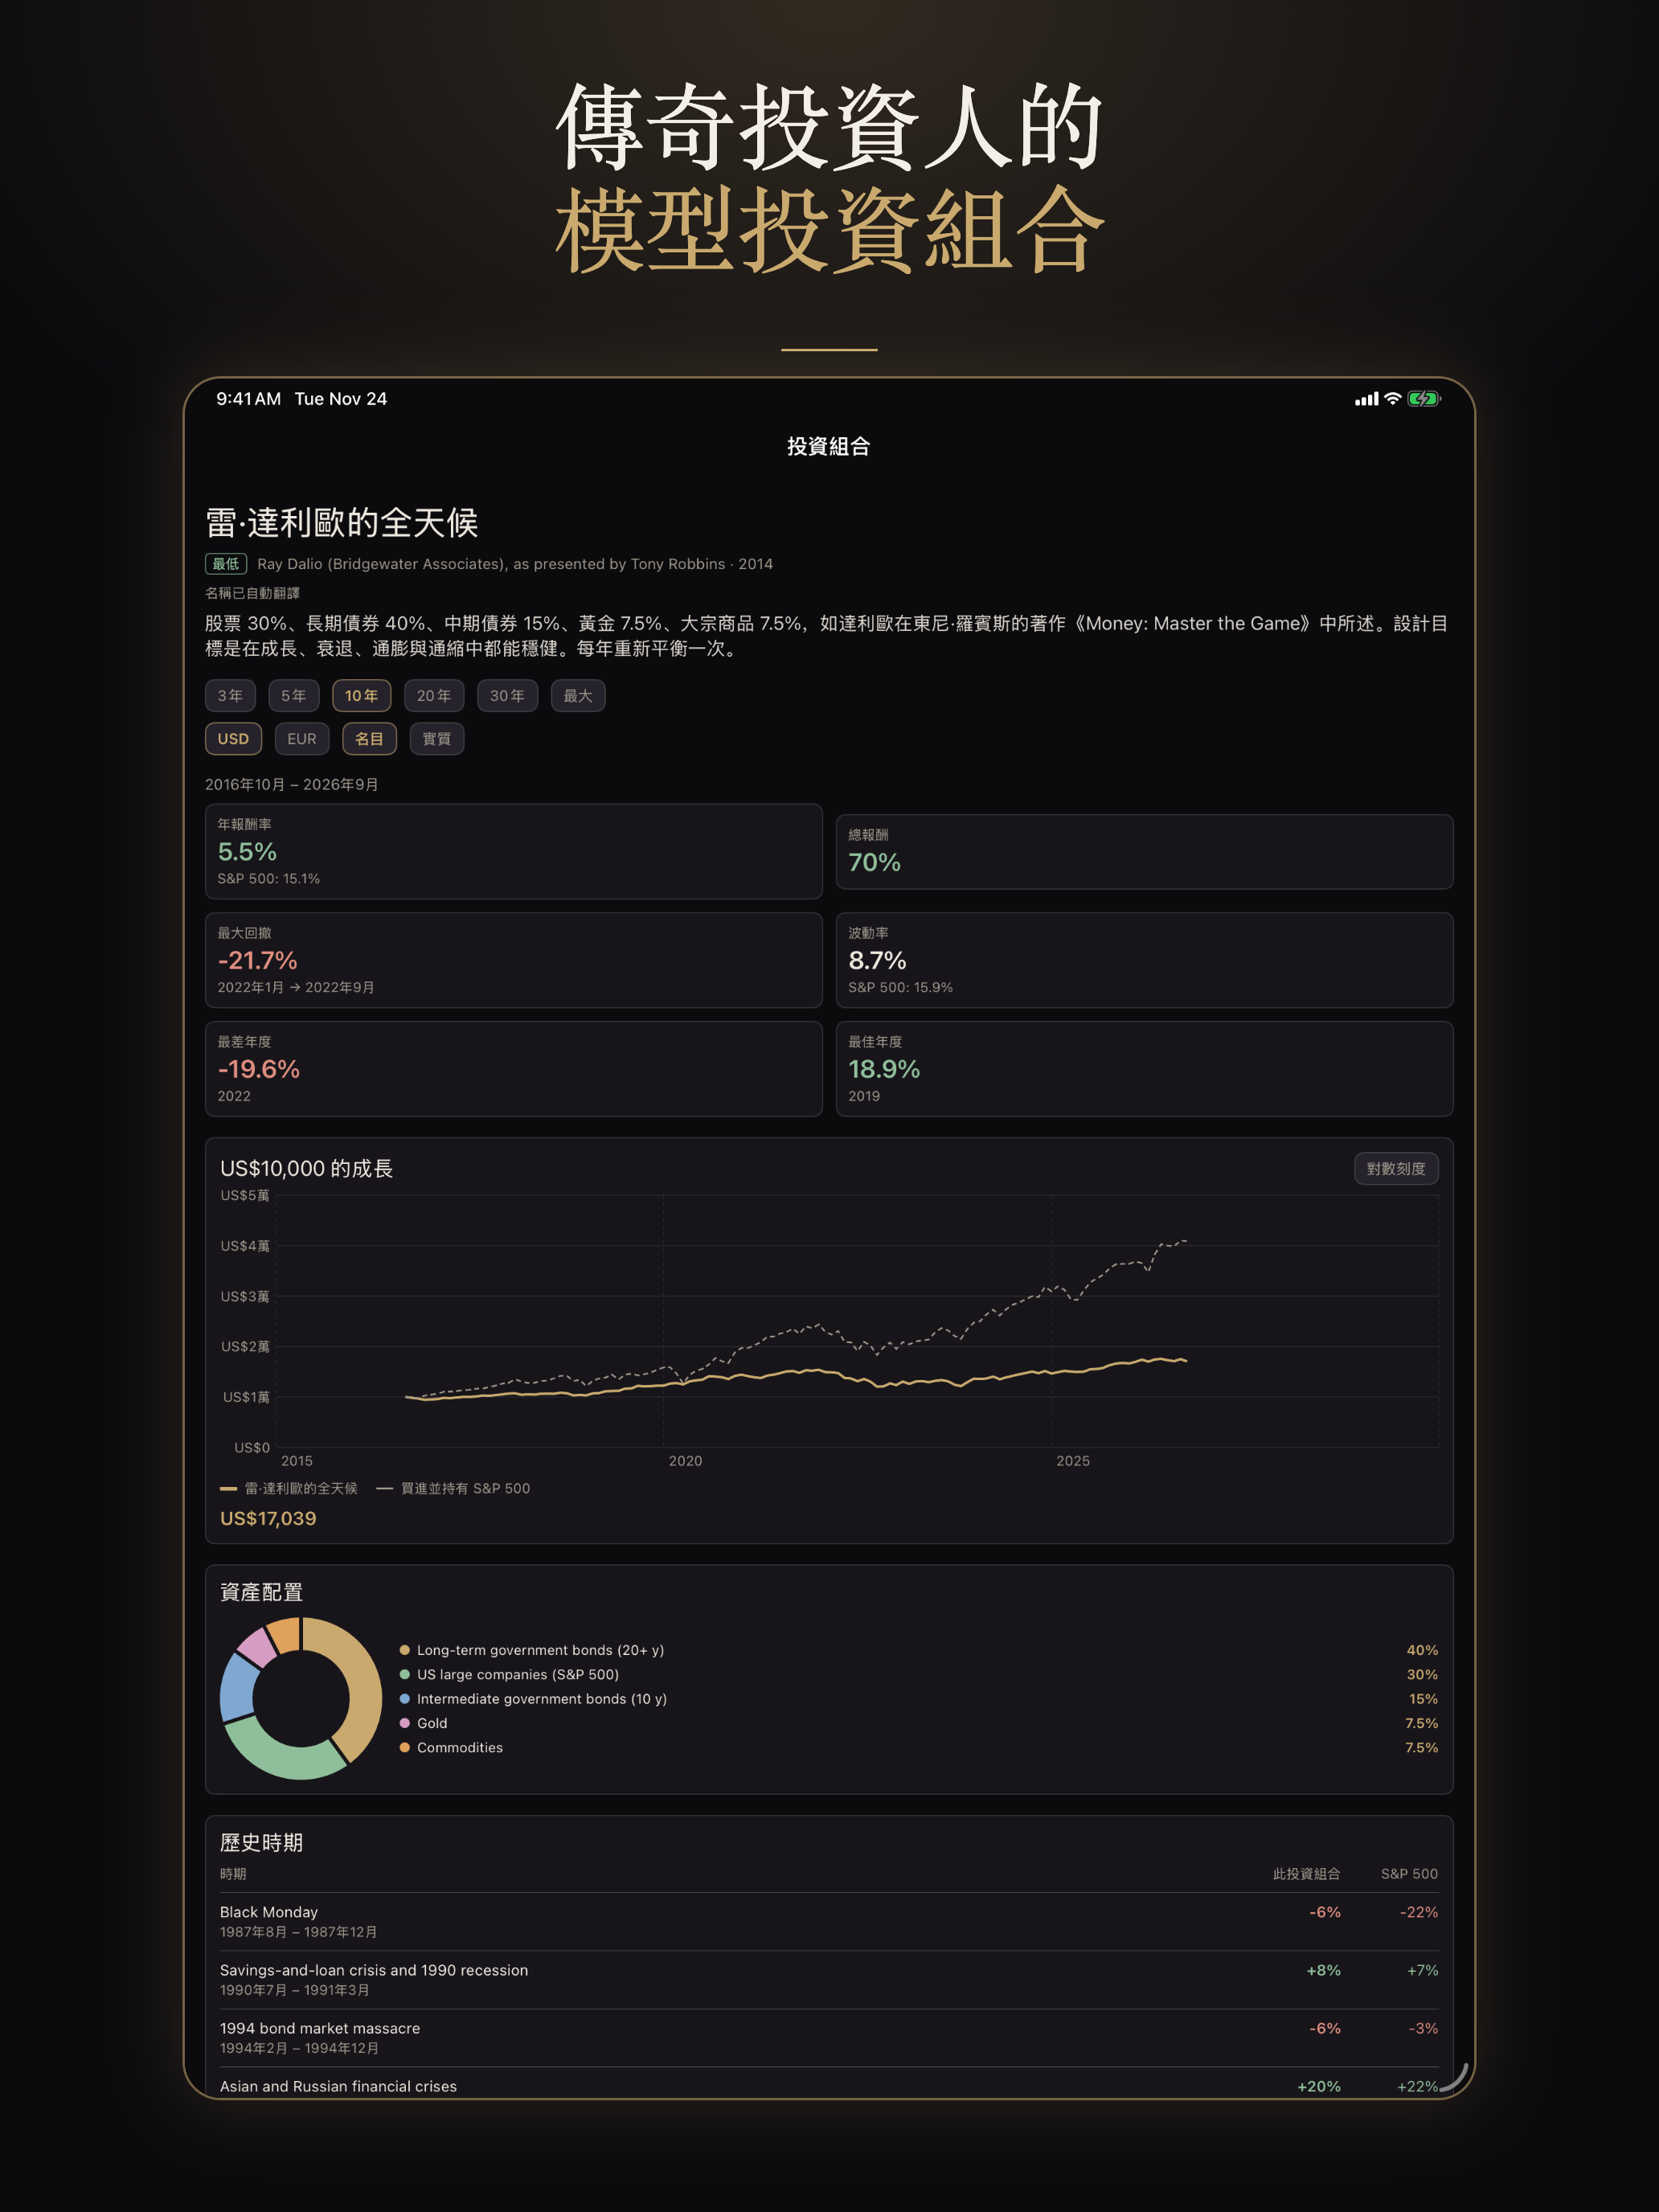 傳奇投資人的
模型投資組合
9:41 AM Tue Nov 24
投資組合
雷·達利歐的全天候
最低 Ray Dalio (Bridgewater Associates), as presented by Tony Robbins · 2014
名稱已自動翻譯
股票 30%、長期債券 40%、中期債券 15%、黃金 7.5%、大宗商品 7.5%，如達利歐在東尼·羅賓斯的著作《Money: Master the Game》中所述。設計目
標是在成長、衰退、通膨與通縮中都能穩健。每年重新平衡一次。
3年 5年 10年 20年 30年 最大
USD EUR 名目 實質
2016年10月 – 2026年9月
年報酬率
5.5%
S&P 500: 15.1%
總報酬
70%
最大回撤
-21.7%
2022年1月 → 2022年9月
波動率
8.7%
S&P 500: 15.9%
最差年度
-19.6%
2022
最佳年度
18.9%
2019
US$10,000 的成長 對數刻度
US$5萬
US$4萬
US$3萬
US$2萬
US$1萬
US$0
2015 2020 2025
雷·達利歐的全天候 買進並持有 S&P 500
US$17,039
資產配置
Long-term government bonds (20+ y) 40%
US large companies (S&P 500) 30%
Intermediate government bonds (10 y) 15%
Gold 7.5%
Commodities 7.5%
歷史時期
時期 此投資組合 S&P 500
Black Monday -6% -22%
1987年8月 – 1987年12月
Savings-and-loan crisis and 1990 recession +8% +7%
1990年7月 – 1991年3月
1994 bond market massacre -6% -3%
1994年2月 – 1994年12月
Asian and Russian financial crises +20% +22%